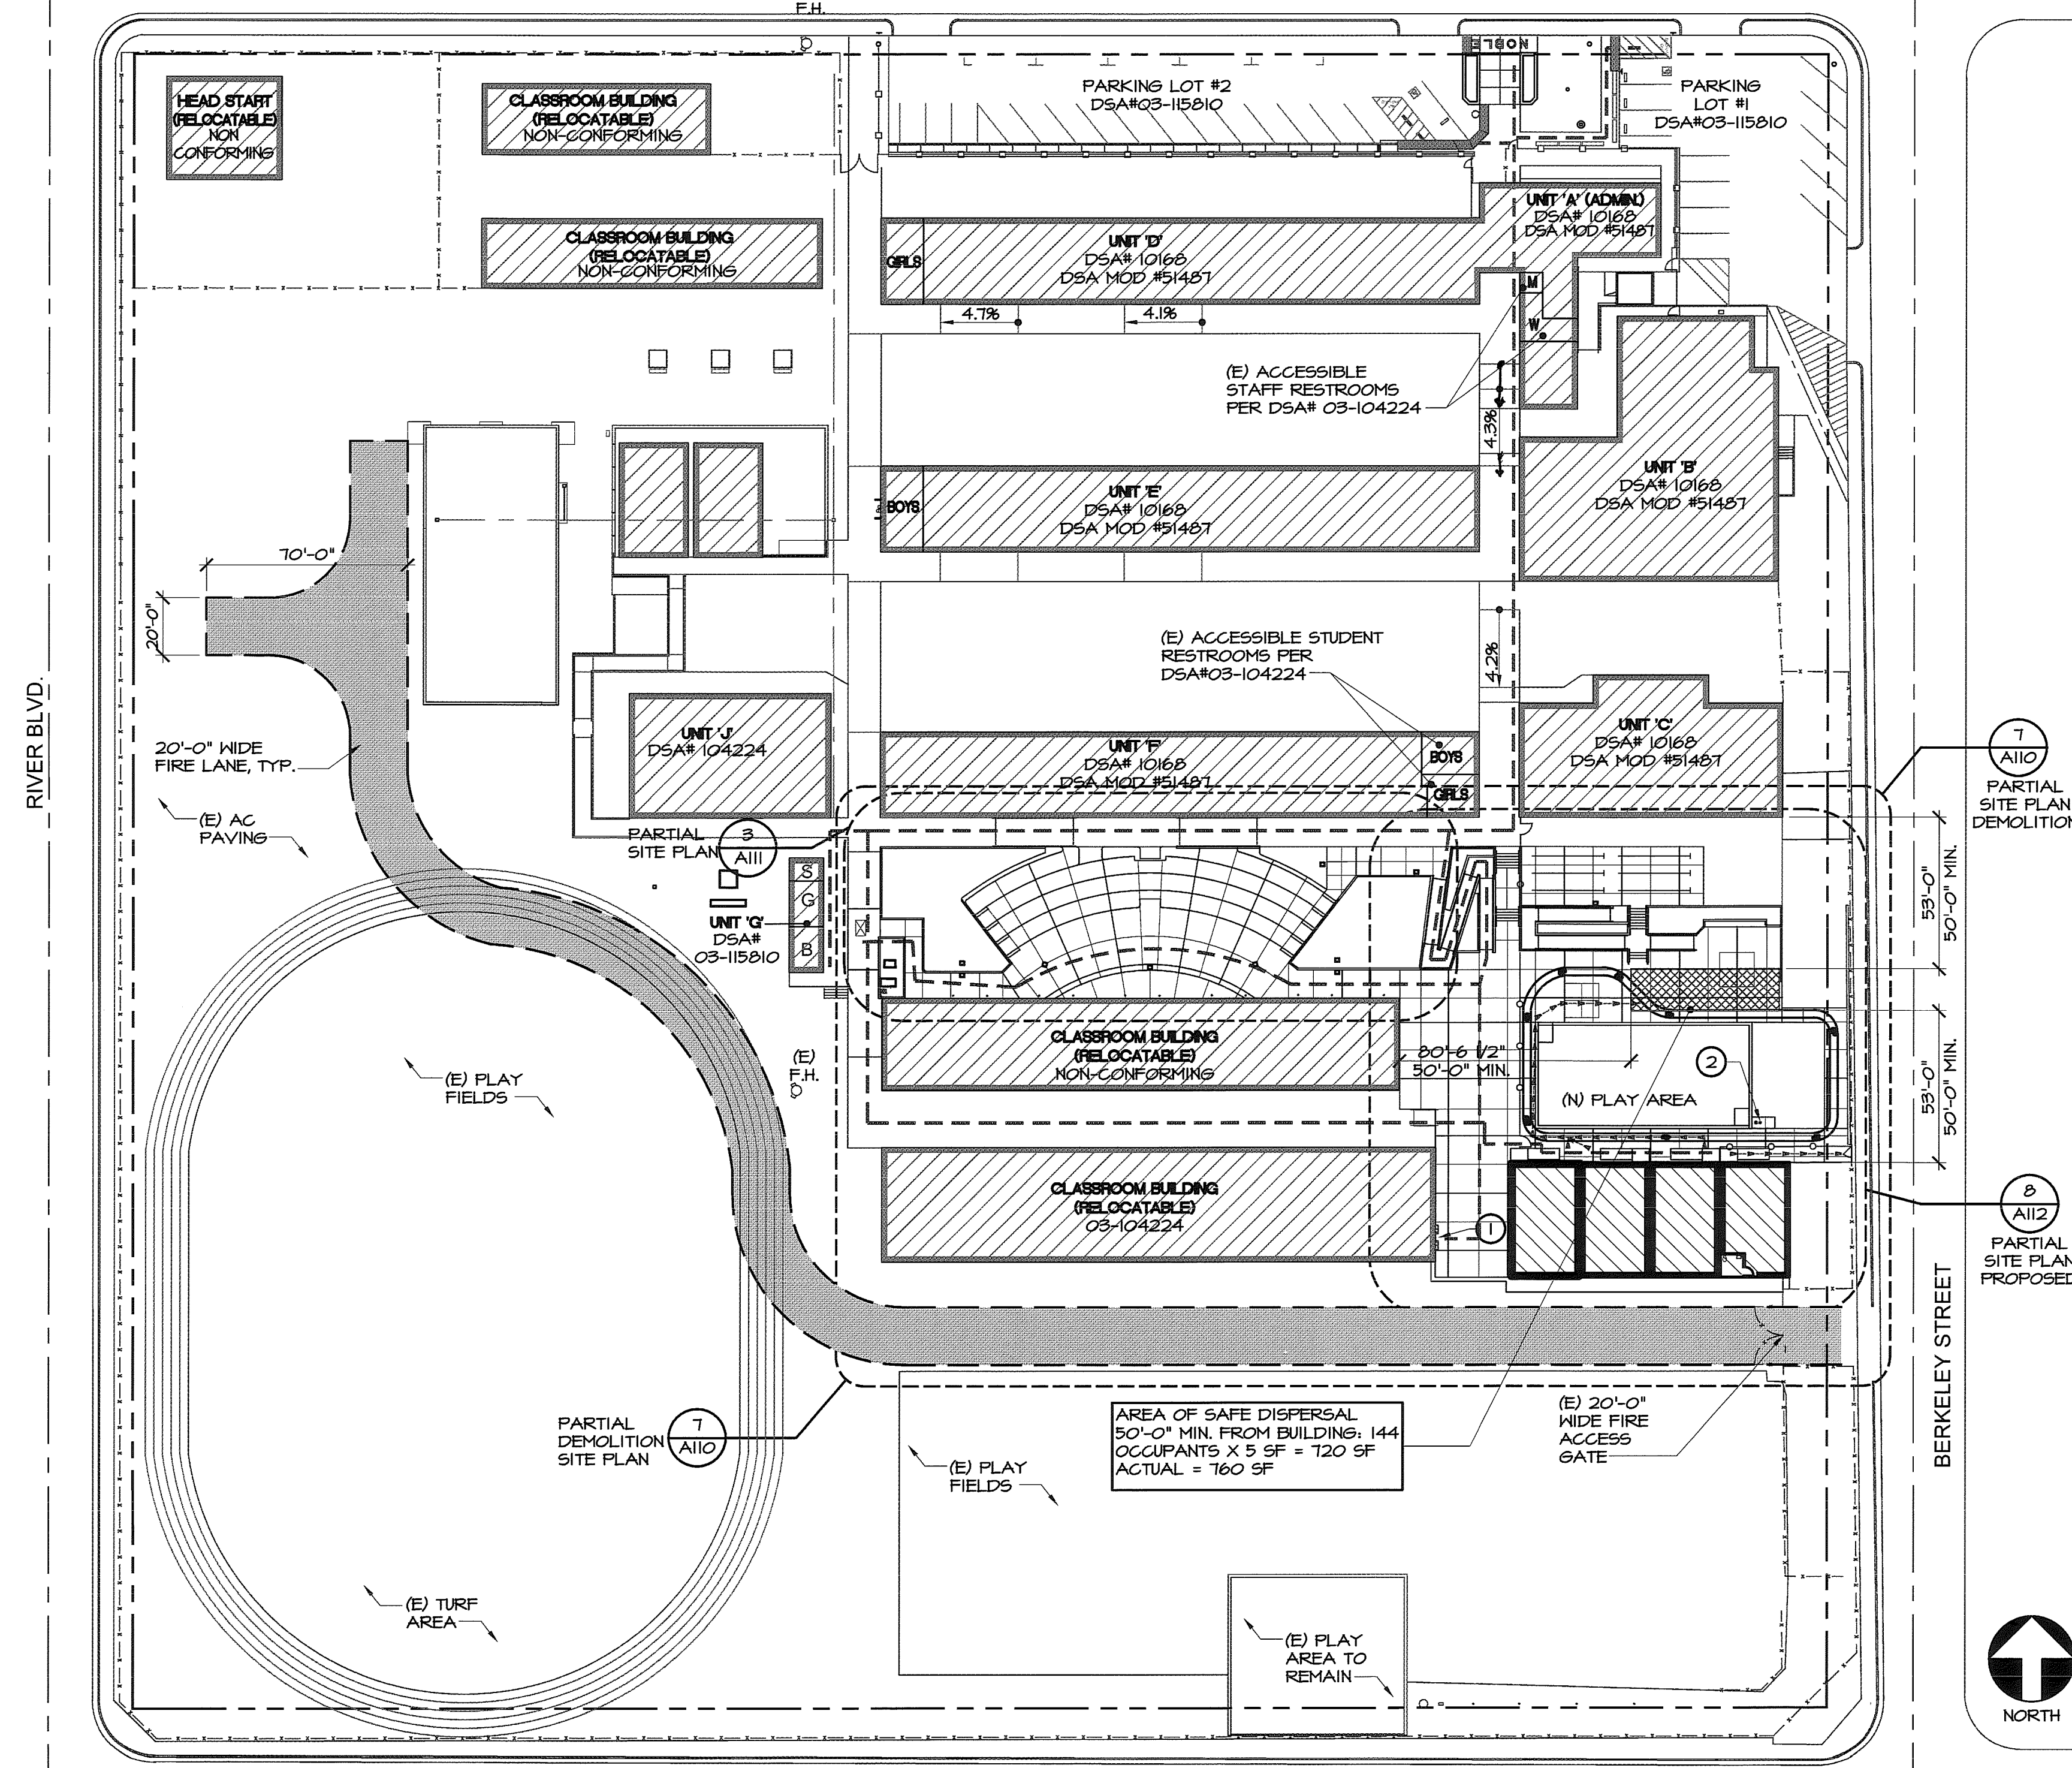 F.H.
NOBLE
HEAD START
(RELOCATABLE)
NON
CONFORMING
CLASSROOM BUILDING
(RELOCATABLE)
NON-CONFORMING
PARKING LOT #2
DSA#03-115810
PARKING
LOT #1
DSA#03-115810
CLASSROOM BUILDING
(RELOCATABLE)
NON-CONFORMING
GIRLS
UNIT 'D'
DSA# 10168
DSA MOD #51487
UNIT 'A' (ADMIN.)
DSA# 10168
DSA MOD #51487
M
W
4.7%
4.1%
(E) ACCESSIBLE
STAFF RESTROOMS
PER DSA# 03-104224
4.3%
BOYS
UNIT 'E'
DSA# 10168
DSA MOD #51487
UNIT 'B'
DSA# 10168
DSA MOD #51487
70'-0"
20'-0"
(E) ACCESSIBLE STUDENT
RESTROOMS PER
DSA#03-104224
4.2%
RIVER BLVD.
20'-0" WIDE
FIRE LANE, TYP.
UNIT 'J'
DSA# 104224
UNIT 'F'
DSA# 10168
DSA MOD #51487
BOYS
GIRLS
UNIT 'C'
DSA# 10168
DSA MOD #51487
7
A110
PARTIAL
SITE PLAN
DEMOLITION
(E) AC
PAVING
PARTIAL
SITE PLAN
3
A111
S
G
B
UNIT 'G'
DSA#
03-115810
53'-0"
50'-0" MIN.
CLASSROOM BUILDING
(RELOCATABLE)
NON-CONFORMING
80'-6 1/2"
50'-0" MIN.
2
(N) PLAY AREA
53'-0"
50'-0" MIN.
(E)
F.H.
(E) PLAY
FIELDS
CLASSROOM BUILDING
(RELOCATABLE)
03-104224
1
8
A112
PARTIAL
SITE PLAN
PROPOSED
BERKELEY STREET
PARTIAL
DEMOLITION
SITE PLAN
7
A110
AREA OF SAFE DISPERSAL
50'-0" MIN. FROM BUILDING: 144
OCCUPANTS X 5 SF = 720 SF
ACTUAL = 760 SF
(E) 20'-0"
WIDE FIRE
ACCESS
GATE
(E) PLAY
FIELDS
(E) TURF
AREA
(E) PLAY
AREA TO
REMAIN
NORTH